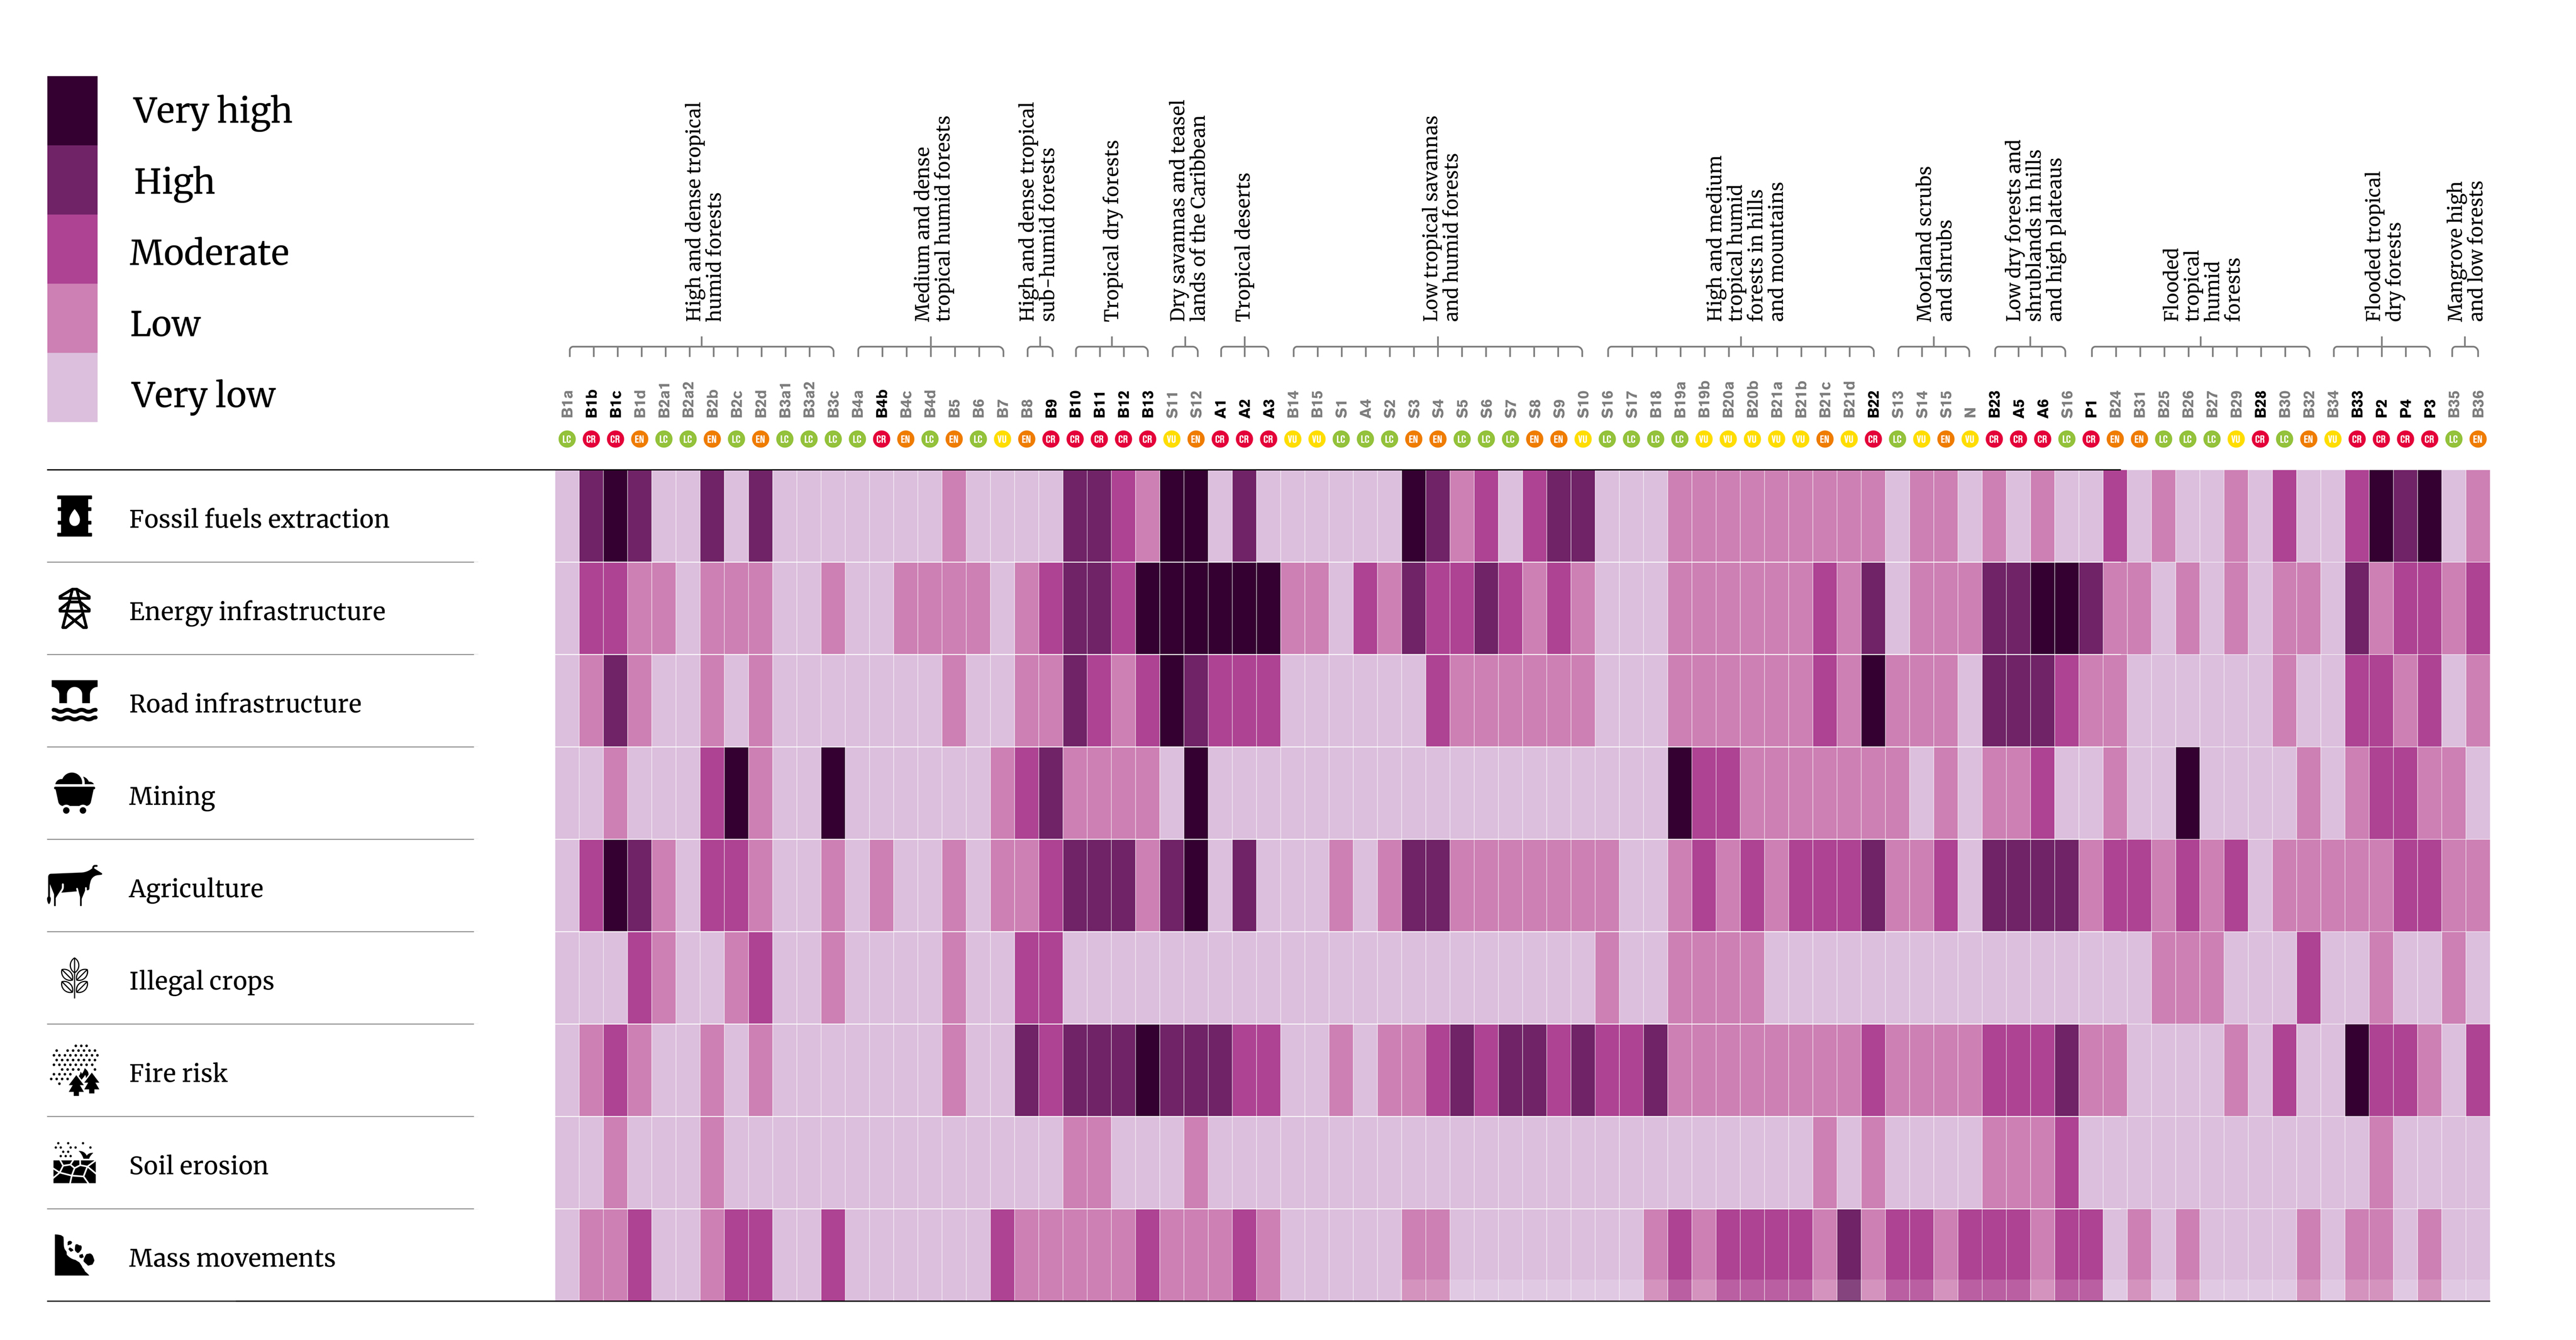 Very high
High
Moderate
Low
Very low
High and dense tropical
humid forests
Medium and dense
tropical humid forests
High and dense tropical
sub-humid forests
Tropical dry forests
Dry savannas and teasel
lands of the Caribbean
Tropical deserts
Low tropical savannas
and humid forests
High and medium
tropical humid
forests in hills
and mountains
Moorland scrubs
and shrubs
Low dry forests and
shrublands in hills
and high plateaus
Flooded
tropical
humid
forests
Flooded tropical
dry forests
Mangrove high
and low forests
B1a B1b B1c B1d B2a1 B2a2 B2b B2c B2d B3a1 B3a2 B3c B4a B4b B4c B4d B5 B6 B7 B8 B9 B10 B11 B12 B13 S11 S12 A1 A2 A3 B14 B15 S1 A4 S2 S3 S4 S5 S6 S7 S8 S9 S10 S16 S17 B18 B19a B19b B20a B20b B21a B21b B21c B21d B22 S13 S14 S15 N B23 A5 A6 S16 P1 B24 B31 B25 B26 B27 B29 B28 B30 B32 B34 B33 P2 P4 P3 B35 B36
LC CR CR EN LC LC EN LC EN LC LC LC LC CR EN LC EN LC VU EN CR CR CR CR CR VU EN CR CR CR VU VU LC LC LC EN EN LC LC LC EN EN VU LC LC LC LC VU VU VU VU VU EN VU CR LC VU EN VU CR CR CR LC CR EN EN LC LC LC VU CR LC EN VU CR CR CR CR LC EN
Fossil fuels extraction
Energy infrastructure
Road infrastructure
Mining
Agriculture
Illegal crops
Fire risk
Soil erosion
Mass movements